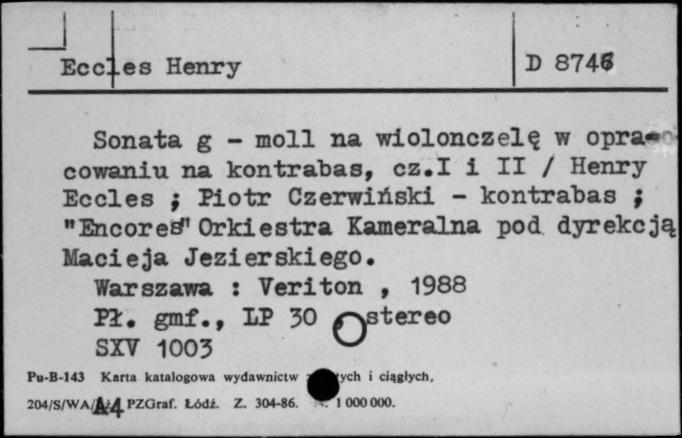 Eccles Henry
D 8746
Sonata g - moll na wiolonczelę w opra-
cowaniu na kontrabas, cz.I i II / Henry
Eccles ; Piotr Czerwiński - kontrabas ;
"Encores" Orkiestra Kameralna pod dyrekcją
Macieja Jezierskiego.
Warszawa : Veriton , 1988
Pł. gmf., LP 30 , stereo
SXV 1003
Pu-B-143 Karta katalogowa wydawnictw i ciągłych,
204/S/WA/ A4 PZGraf. Łódź. Z. 304-86. 1 000 000.